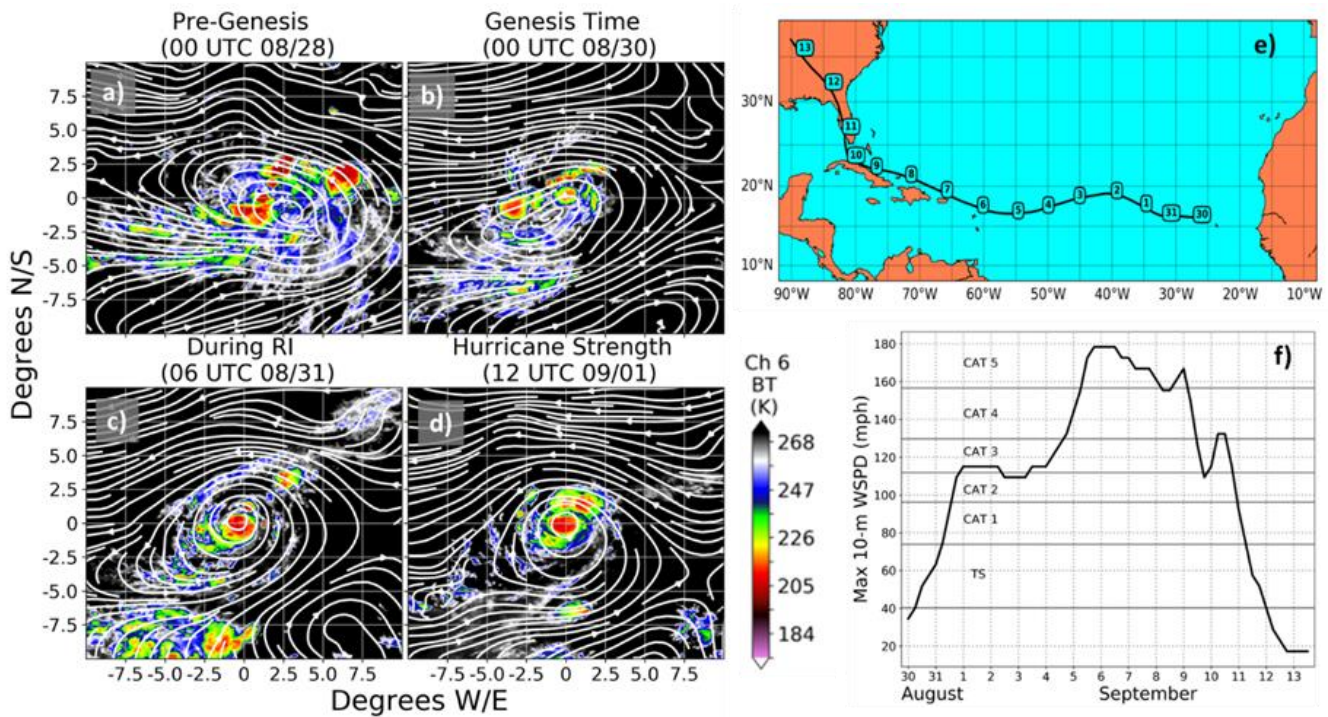 Pre-Genesis
(00 UTC 08/28)
Genesis Time
(00 UTC 08/30)
a)
b)
7.5
5.0
2.5
0
-2.5
-5.0
-7.5
During RI
(06 UTC 08/31)
Hurricane Strength
(12 UTC 09/01)
c)
d)
7.5
5.0
2.5
0
-2.5
-5.0
-7.5
-7.5 -5.0 -2.5 0 2.5 5.0 7.5
-7.5 -5.0 -2.5 0 2.5 5.0 7.5
Degrees N/S
Degrees W/E
Ch 6
BT
(K)
268
247
226
205
184
e)
30°N
20°N
10°N
90°W 80°W 70°W 60°W 50°W 40°W 30°W 20°W 10°W
13
12
11
10 9 8 7 6 5 4 3 2 1 31 30
f)
Max 10-m WSPD (mph)
180
160
140
120
100
80
60
40
20
CAT 5
CAT 4
CAT 3
CAT 2
CAT 1
TS
30 31 1 2 3 4 5 6 7 8 9 10 11 12 13
August September